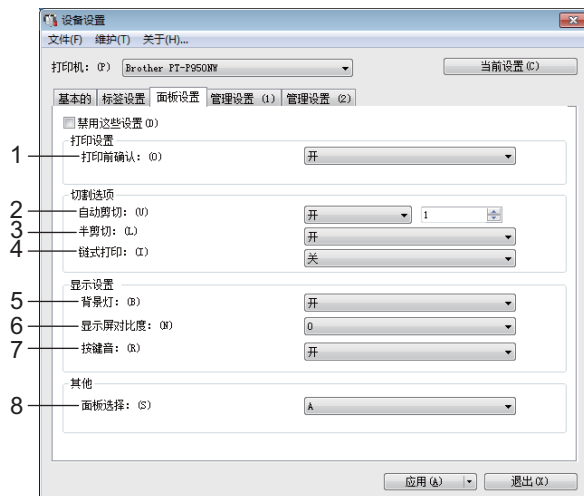 设备设置
文件(F) 维护(T) 关于(H)...
打印机: (P) Brother PT-P950NW 当前设置(C)
基本的 标签设置 面板设置 管理设置 (1) 管理设置 (2)
禁用这些设置(D)
打印设置
1 打印前确认: (O) 开
切割选项
2 自动剪切: (U) 开 1
3 半剪切: (L) 开
4 链式打印: (I) 关
显示设置
5 背景灯: (B) 开
6 显示屏对比度: (N) 0
7 按键音: (R) 开
其他
8 面板选择: (S) A
应用(A) 退出(X)